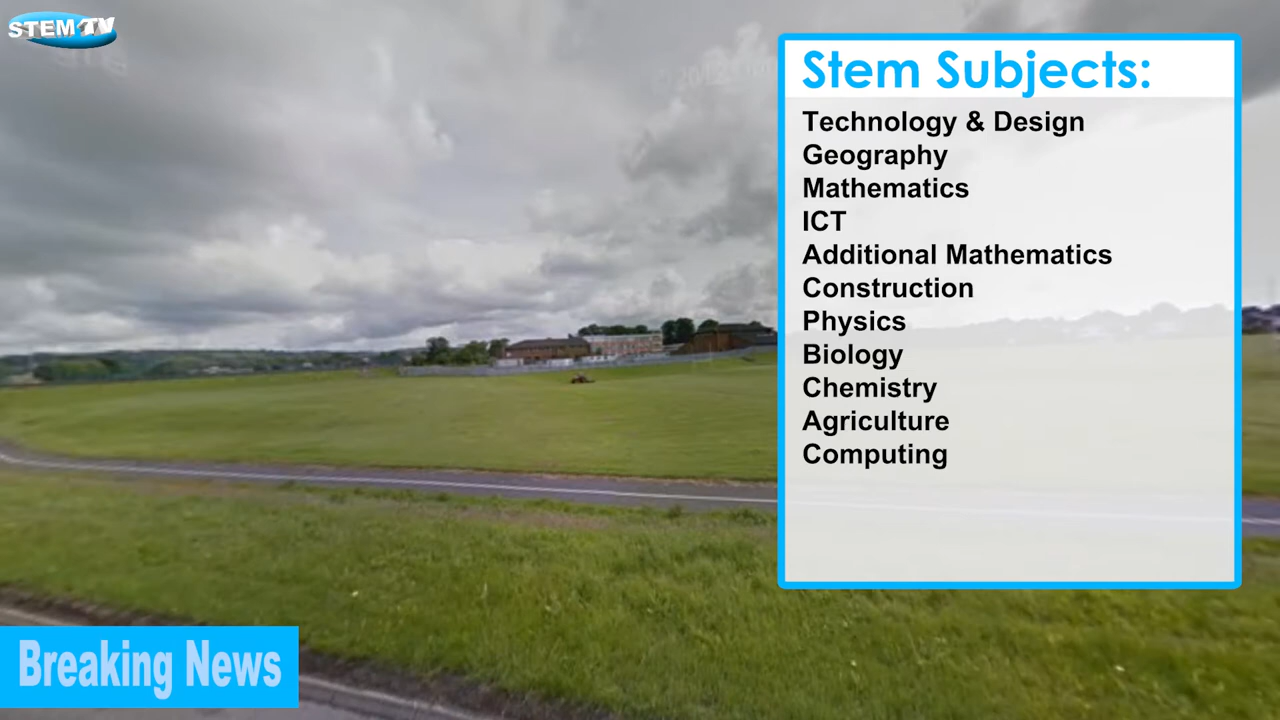 STEM TV
Stem Subjects:
Technology & Design
Geography
Mathematics
ICT
Additional Mathematics
Construction
Physics
Biology
Chemistry
Agriculture
Computing
Breaking News